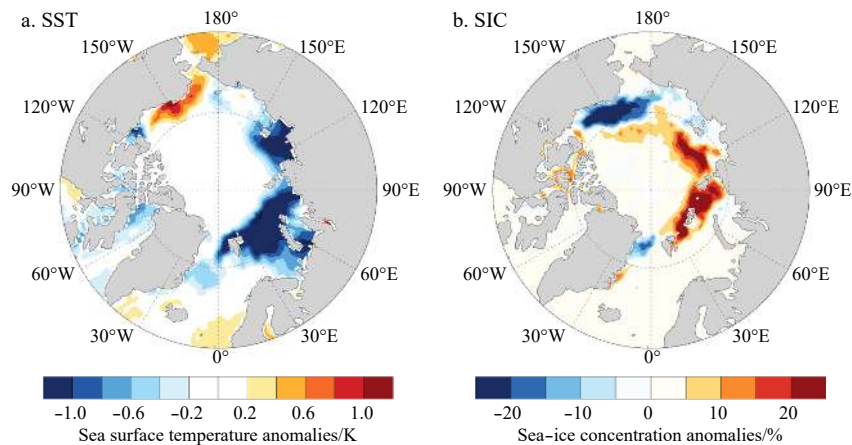 a. SST
180°
150°W
150°E
120°W
120°E
90°W
90°E
60°W
60°E
30°W
30°E
0°
-1.0 -0.6 -0.2 0.2 0.6 1.0
Sea surface temperature anomalies/K
b. SIC
180°
150°W
150°E
120°W
120°E
90°W
90°E
60°W
60°E
30°W
30°E
0°
-20 -10 0 10 20
Sea-ice concentration anomalies/%